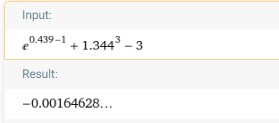 Input:
e^0.439−1 + 1.344^3 − 3
Result:
−0.00164628…